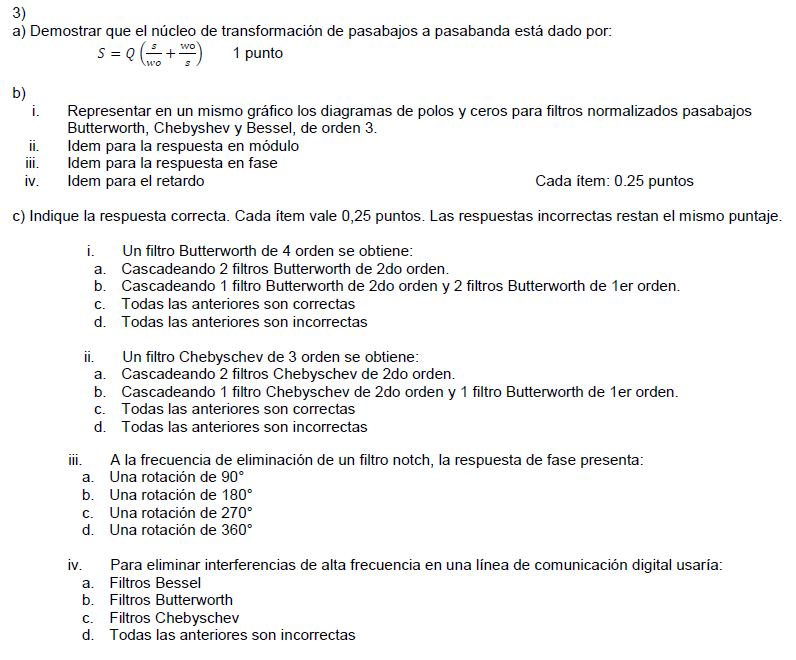 3)
a) Demostrar que el núcleo de transformación de pasabajos a pasabanda está dado por:
S = Q (s/wo + wo/s) 1 punto
b)
i. Representar en un mismo gráfico los diagramas de polos y ceros para filtros normalizados pasabajos
Butterworth, Chebyshev y Bessel, de orden 3.
ii. Idem para la respuesta en módulo
iii. Idem para la respuesta en fase
iv. Idem para el retardo Cada ítem: 0.25 puntos
c) Indique la respuesta correcta. Cada ítem vale 0,25 puntos. Las respuestas incorrectas restan el mismo puntaje.
i. Un filtro Butterworth de 4 orden se obtiene:
a. Cascadeando 2 filtros Butterworth de 2do orden.
b. Cascadeando 1 filtro Butterworth de 2do orden y 2 filtros Butterworth de 1er orden.
c. Todas las anteriores son correctas
d. Todas las anteriores son incorrectas
ii. Un filtro Chebyschev de 3 orden se obtiene:
a. Cascadeando 2 filtros Chebyschev de 2do orden.
b. Cascadeando 1 filtro Chebyschev de 2do orden y 1 filtro Butterworth de 1er orden.
c. Todas las anteriores son correctas
d. Todas las anteriores son incorrectas
iii. A la frecuencia de eliminación de un filtro notch, la respuesta de fase presenta:
a. Una rotación de 90°
b. Una rotación de 180°
c. Una rotación de 270°
d. Una rotación de 360°
iv. Para eliminar interferencias de alta frecuencia en una línea de comunicación digital usaría:
a. Filtros Bessel
b. Filtros Butterworth
c. Filtros Chebyschev
d. Todas las anteriores son incorrectas